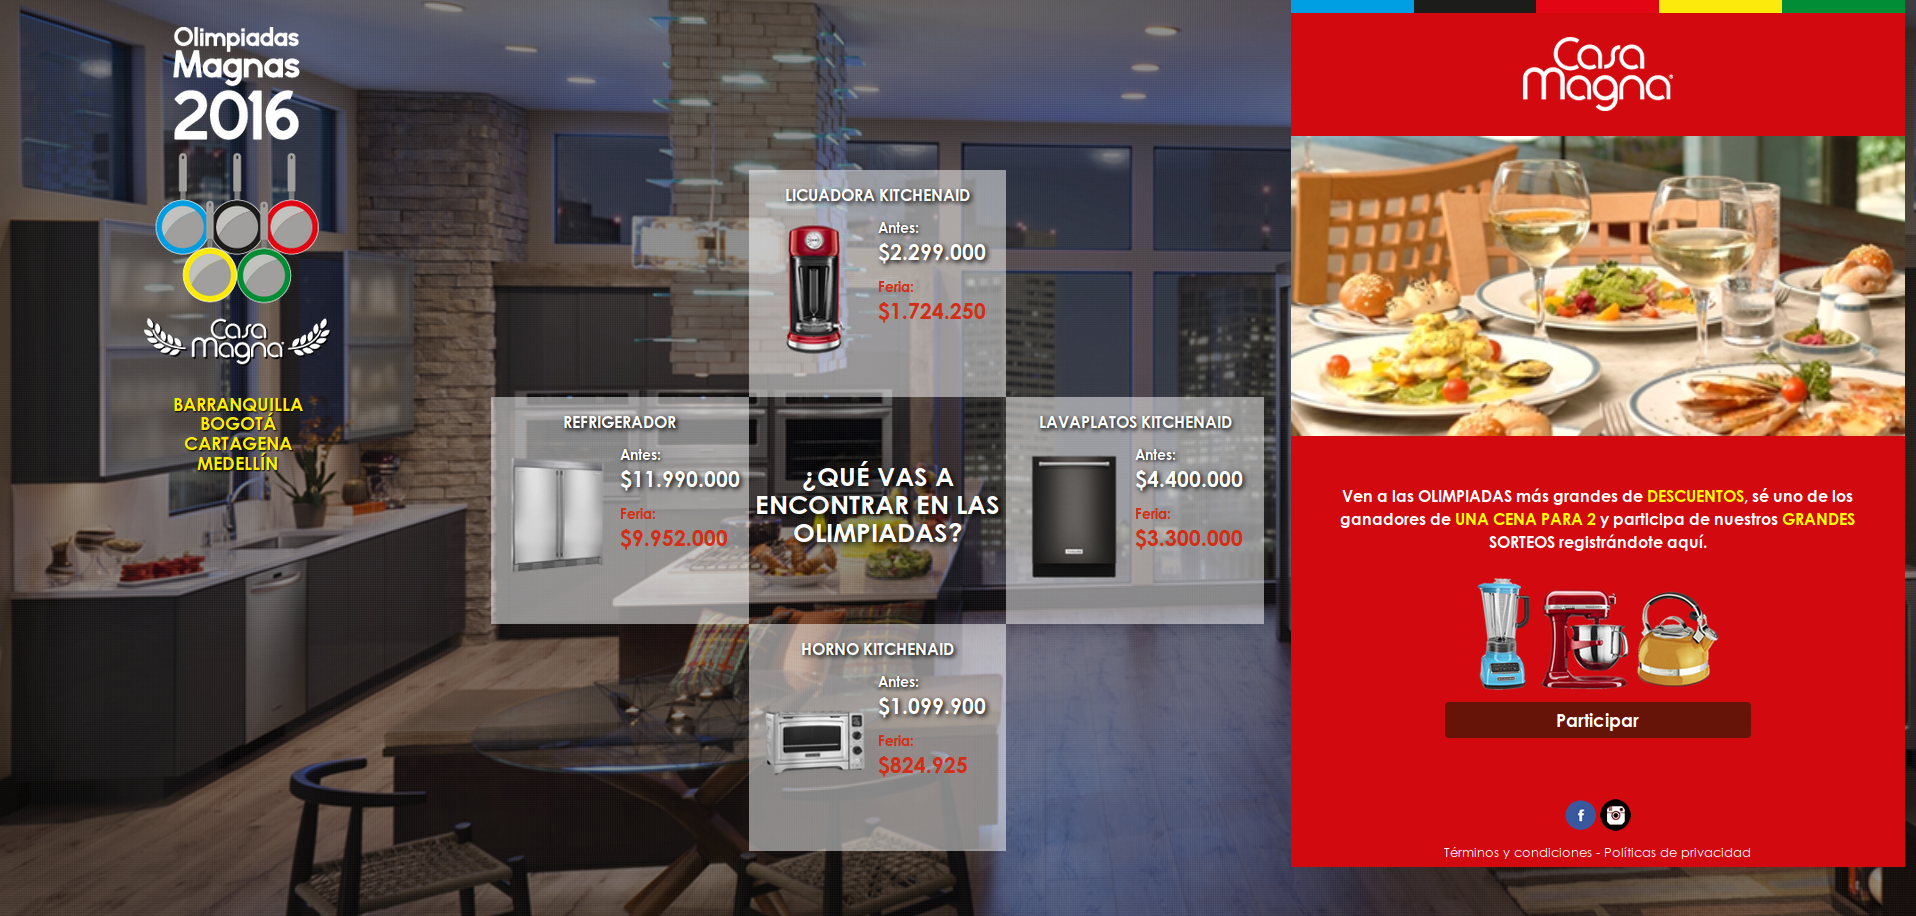 Olimpiadas
Magnas
2016
Casa
Magna
BARRANQUILLA
BOGOTÁ
CARTAGENA
MEDELLÍN
LICUADORA KITCHENAID
Antes:
$2.299.000
Feria:
$1.724.250
REFRIGERADOR
Antes:
$11.990.000
Feria:
$9.952.000
¿QUÉ VAS A
ENCONTRAR EN LAS
OLIMPIADAS?
LAVAPLATOS KITCHENAID
Antes:
$4.400.000
Feria:
$3.300.000
HORNO KITCHENAID
Antes:
$1.099.900
Feria:
$824.925
Casa
Magna®
Ven a las OLIMPIADAS más grandes de DESCUENTOS, sé uno de los
ganadores de UNA CENA PARA 2 y participa de nuestros GRANDES
SORTEOS registrándote aquí.
Participar
f
Términos y condiciones - Políticas de privacidad